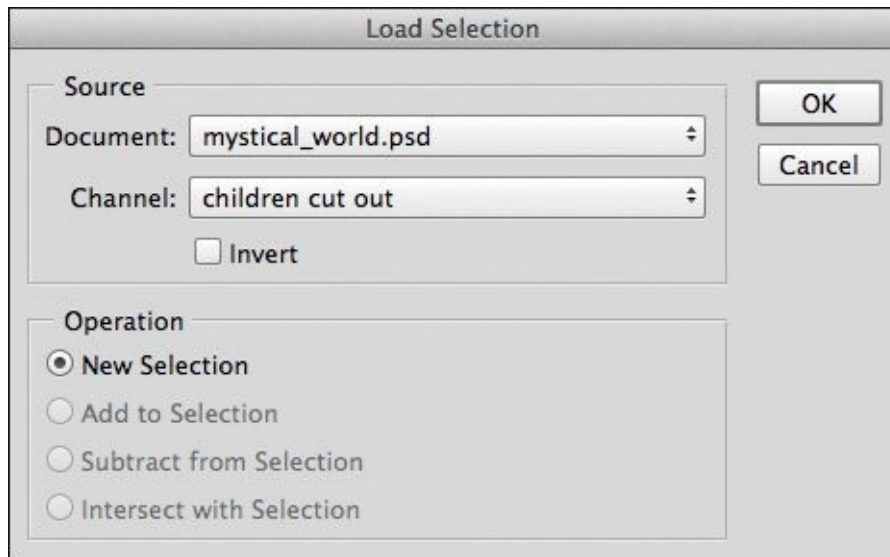 Load Selection
Source
Document: mystical_world.psd
Channel: children cut out
Invert
OK
Cancel
Operation
New Selection
Add to Selection
Subtract from Selection
Intersect with Selection